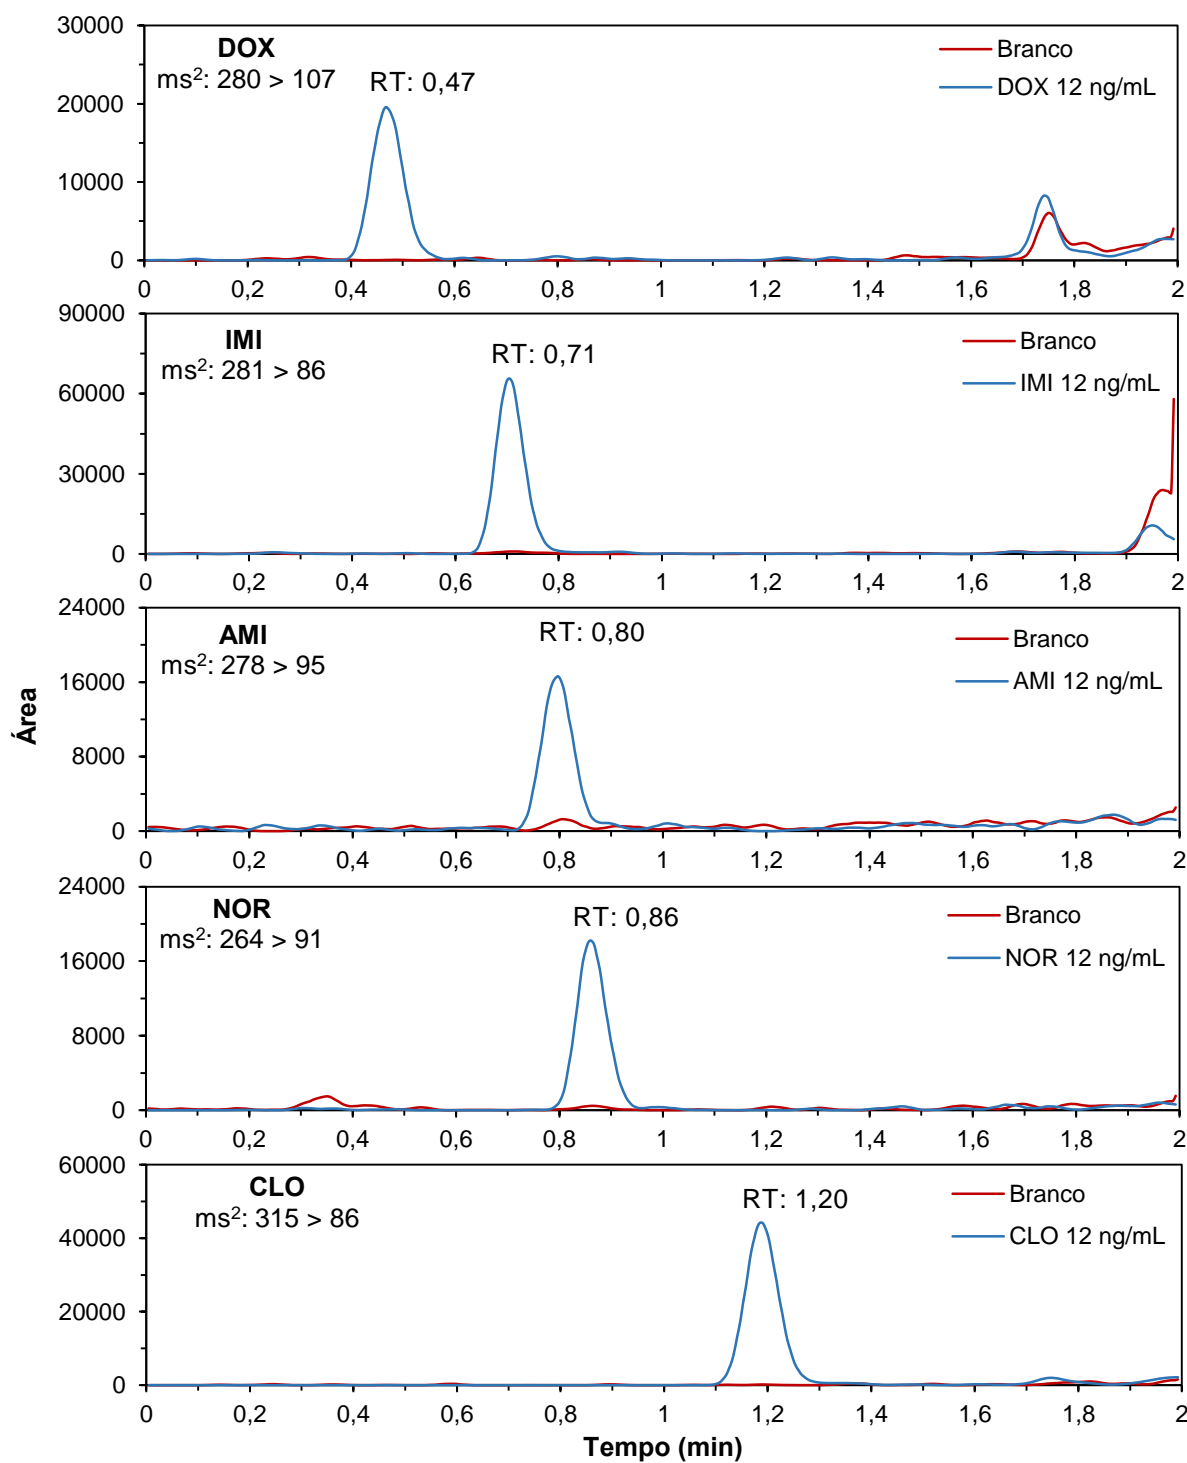 30000
DOX
ms²: 280 > 107
RT: 0,47
Branco
DOX 12 ng/mL
20000
10000
0
0 0,2 0,4 0,6 0,8 1 1,2 1,4 1,6 1,8 2
90000
IMI
ms²: 281 > 86
RT: 0,71
Branco
IMI 12 ng/mL
60000
30000
0
0 0,2 0,4 0,6 0,8 1 1,2 1,4 1,6 1,8 2
24000
AMI
ms²: 278 > 95
RT: 0,80
Branco
AMI 12 ng/mL
16000
8000
0
0 0,2 0,4 0,6 0,8 1 1,2 1,4 1,6 1,8 2
Área
24000
NOR
ms²: 264 > 91
RT: 0,86
Branco
NOR 12 ng/mL
16000
8000
0
0 0,2 0,4 0,6 0,8 1 1,2 1,4 1,6 1,8 2
60000
CLO
ms²: 315 > 86
RT: 1,20
Branco
CLO 12 ng/mL
40000
20000
0
0 0,2 0,4 0,6 0,8 1 1,2 1,4 1,6 1,8 2
Tempo (min)